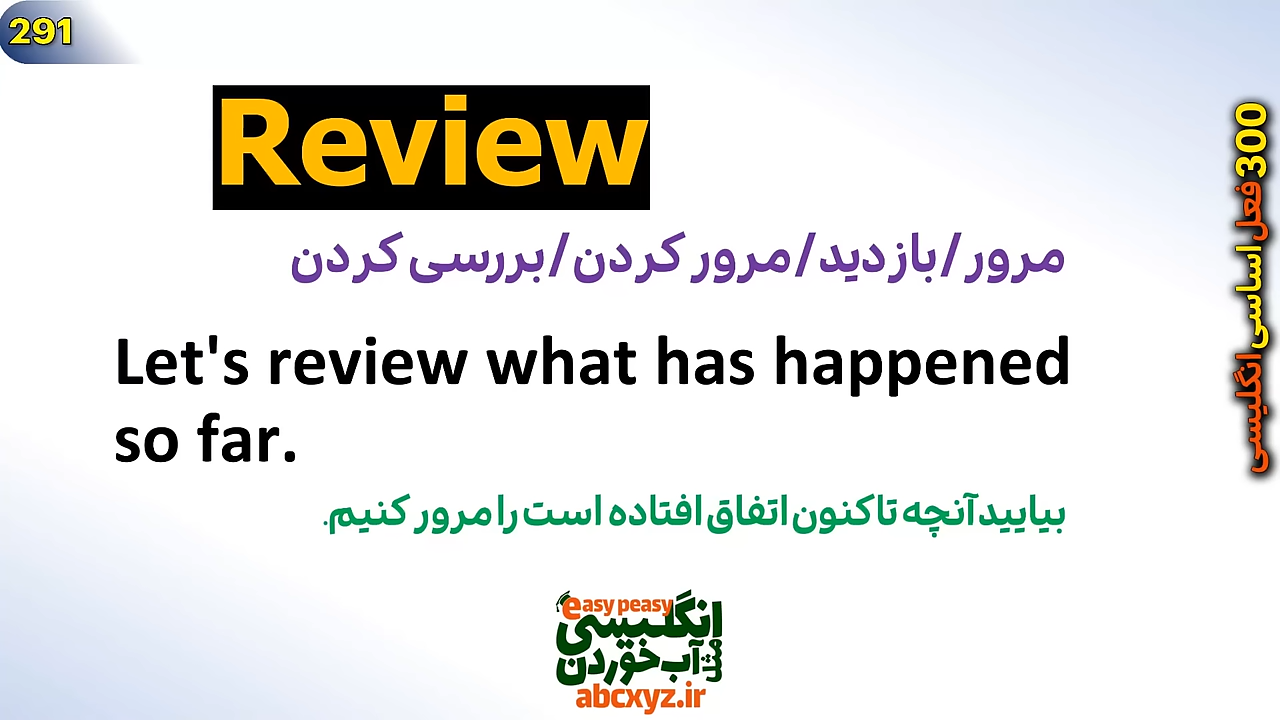 291
Review
مرور/بازدید/مرور کردن/بررسی کردن
Let's review what has happened
so far.
بیایید آنچه تاکنون اتفاق افتاده است را مرور کنیم.
300 فعل اساسی انگلیسی
easy peasy
انگلیسی
مثل آب خوردن
abcxyz.ir